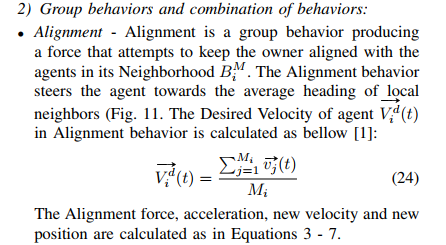 2) Group behaviors and combination of behaviors:
• Alignment - Alignment is a group behavior producing
a force that attempts to keep the owner aligned with the
agents in its Neighborhood $B_i^M$. The Alignment behavior
steers the agent towards the average heading of local
neighbors (Fig. 11. The Desired Velocity of agent $\overrightarrow{V_i^d}(t)$
in Alignment behavior is calculated as bellow [1]:
$\overrightarrow{V_i^d}(t) = \frac{\sum_{j=1}^{M_i} \overrightarrow{v_j}(t)}{M_i}$ (24)
The Alignment force, acceleration, new velocity and new
position are calculated as in Equations 3 - 7.